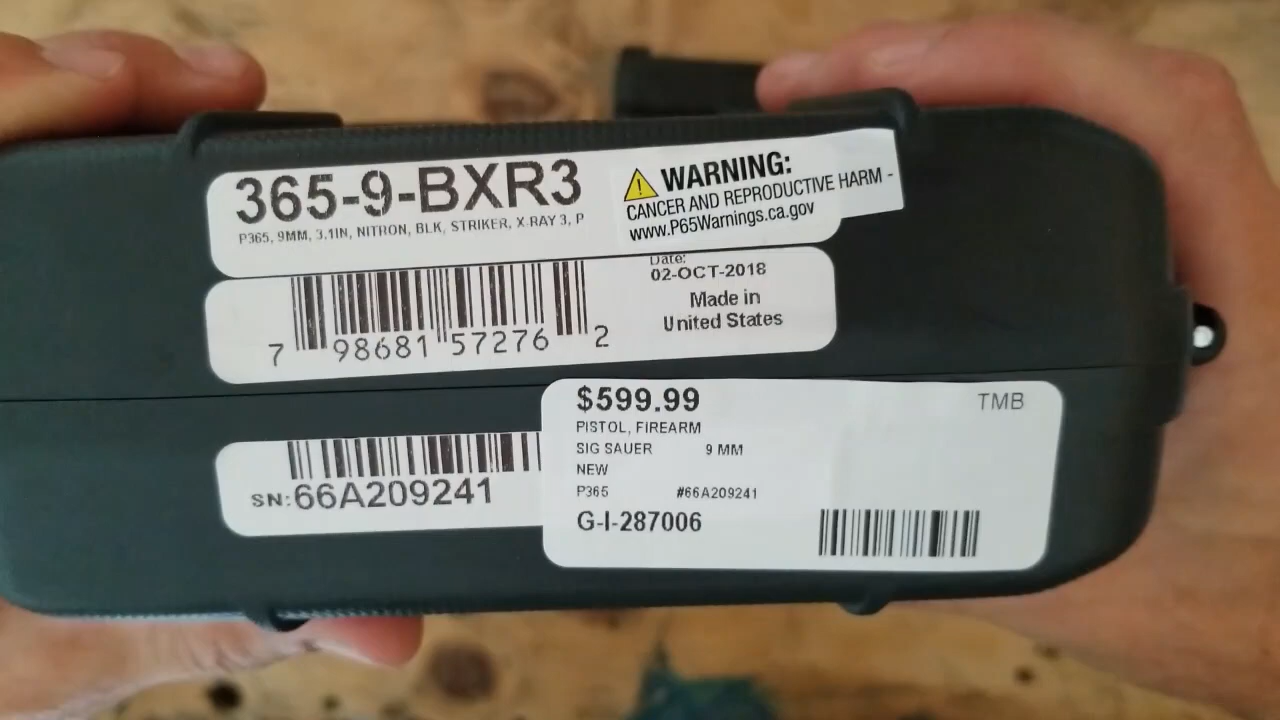 365-9-BXR3
P365, 9MM, 3.1IN, NITRON, BLK, STRIKER, X-RAY 3, P
WARNING:
CANCER AND REPRODUCTIVE HARM -
www.P65Warnings.ca.gov
7 98681 57276 2
Date:
02-OCT-2018
Made in
United States
SN:66A209241
$599.99 TMB
PISTOL, FIREARM
SIG SAUER 9 MM
NEW
P365 #66A209241
G-I-287006